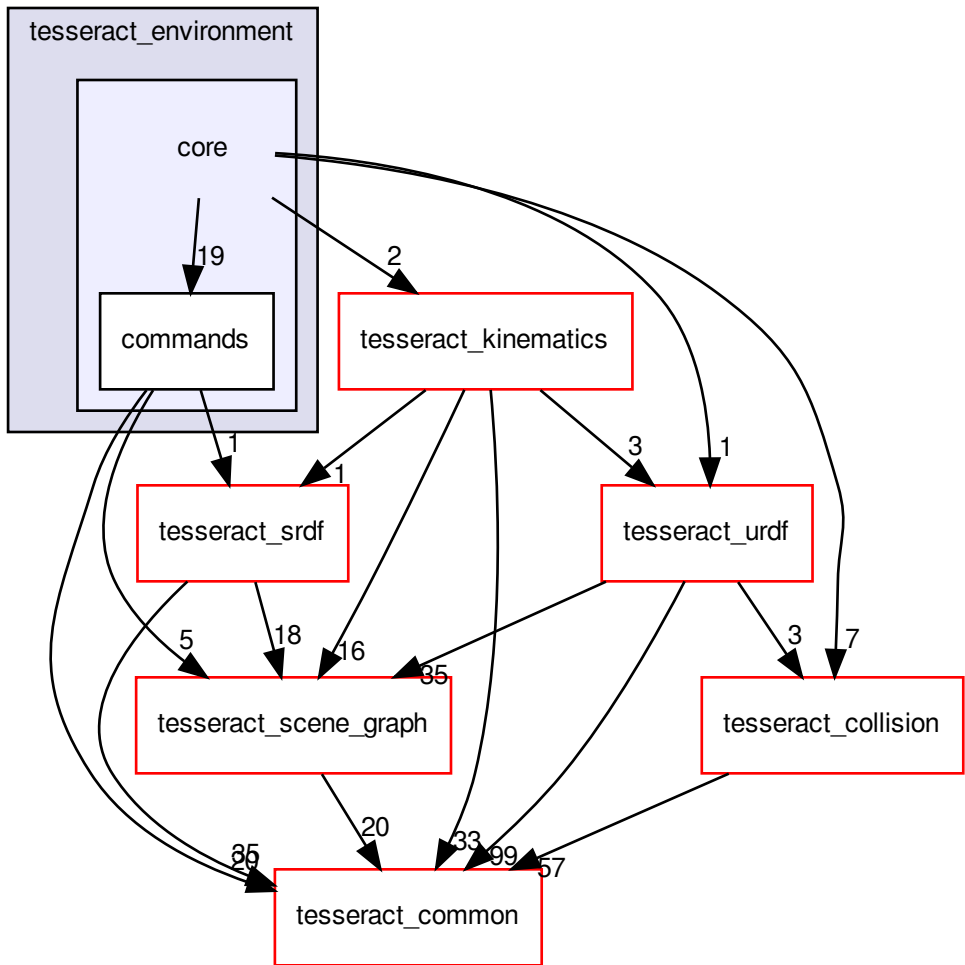 tesseract_environment
core
19
2
commands
tesseract_kinematics
1
1
3
1
tesseract_srdf
tesseract_urdf
5
18
16
35
3
7
tesseract_scene_graph
tesseract_collision
20
33
99
57
tesseract_common